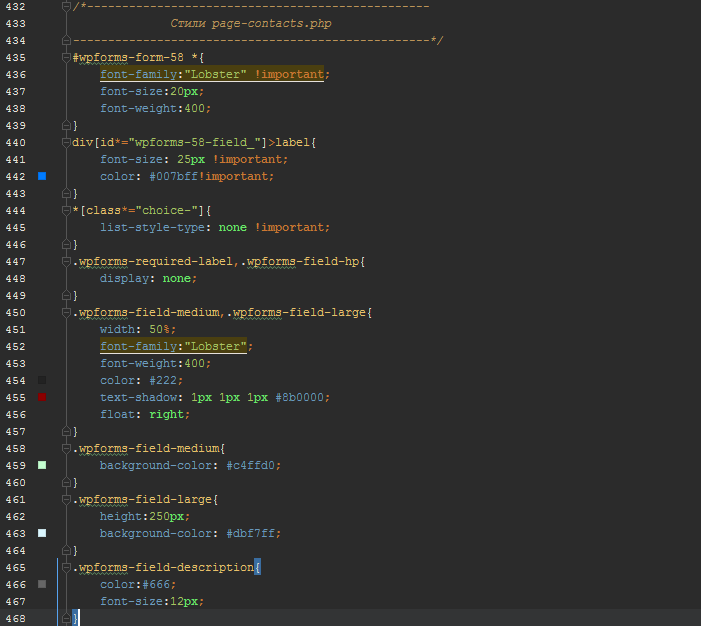 432 /*-------------------------------------------------
433 Стили page-contacts.php
434 ---------------------------------------------------*/
435 #wpforms-form-58 *{
436 font-family:"Lobster" !important;
437 font-size:20px;
438 font-weight:400;
439 }
440 div[id*="wpforms-58-field_"]>label{
441 font-size: 25px !important;
442 color: #007bff!important;
443 }
444 *[class*="choice-"]{
445 list-style-type: none !important;
446 }
447 .wpforms-required-label,.wpforms-field-hp{
448 display: none;
449 }
450 .wpforms-field-medium,.wpforms-field-large{
451 width: 50%;
452 font-family:"Lobster";
453 font-weight:400;
454 color: #222;
455 text-shadow: 1px 1px 1px #8b0000;
456 float: right;
457 }
458 .wpforms-field-medium{
459 background-color: #c4ffd0;
460 }
461 .wpforms-field-large{
462 height:250px;
463 background-color: #dbf7ff;
464 }
465 .wpforms-field-description{
466 color:#666;
467 font-size:12px;
468 }